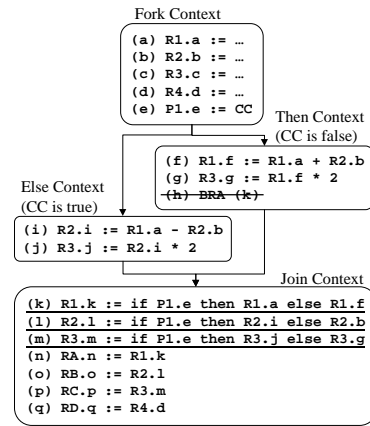 Fork Context
(a) R1.a := …
(b) R2.b := …
(c) R3.c := …
(d) R4.d := …
(e) P1.e := CC
Then Context
(CC is false)
(f) R1.f := R1.a + R2.b
(g) R3.g := R1.f * 2
(h) BRA (k)
Else Context
(CC is true)
(i) R2.i := R1.a - R2.b
(j) R3.j := R2.i * 2
Join Context
(k) R1.k := if P1.e then R1.a else R1.f
(l) R2.l := if P1.e then R2.i else R2.b
(m) R3.m := if P1.e then R3.j else R3.g
(n) RA.n := R1.k
(o) RB.o := R2.l
(p) RC.p := R3.m
(q) RD.q := R4.d